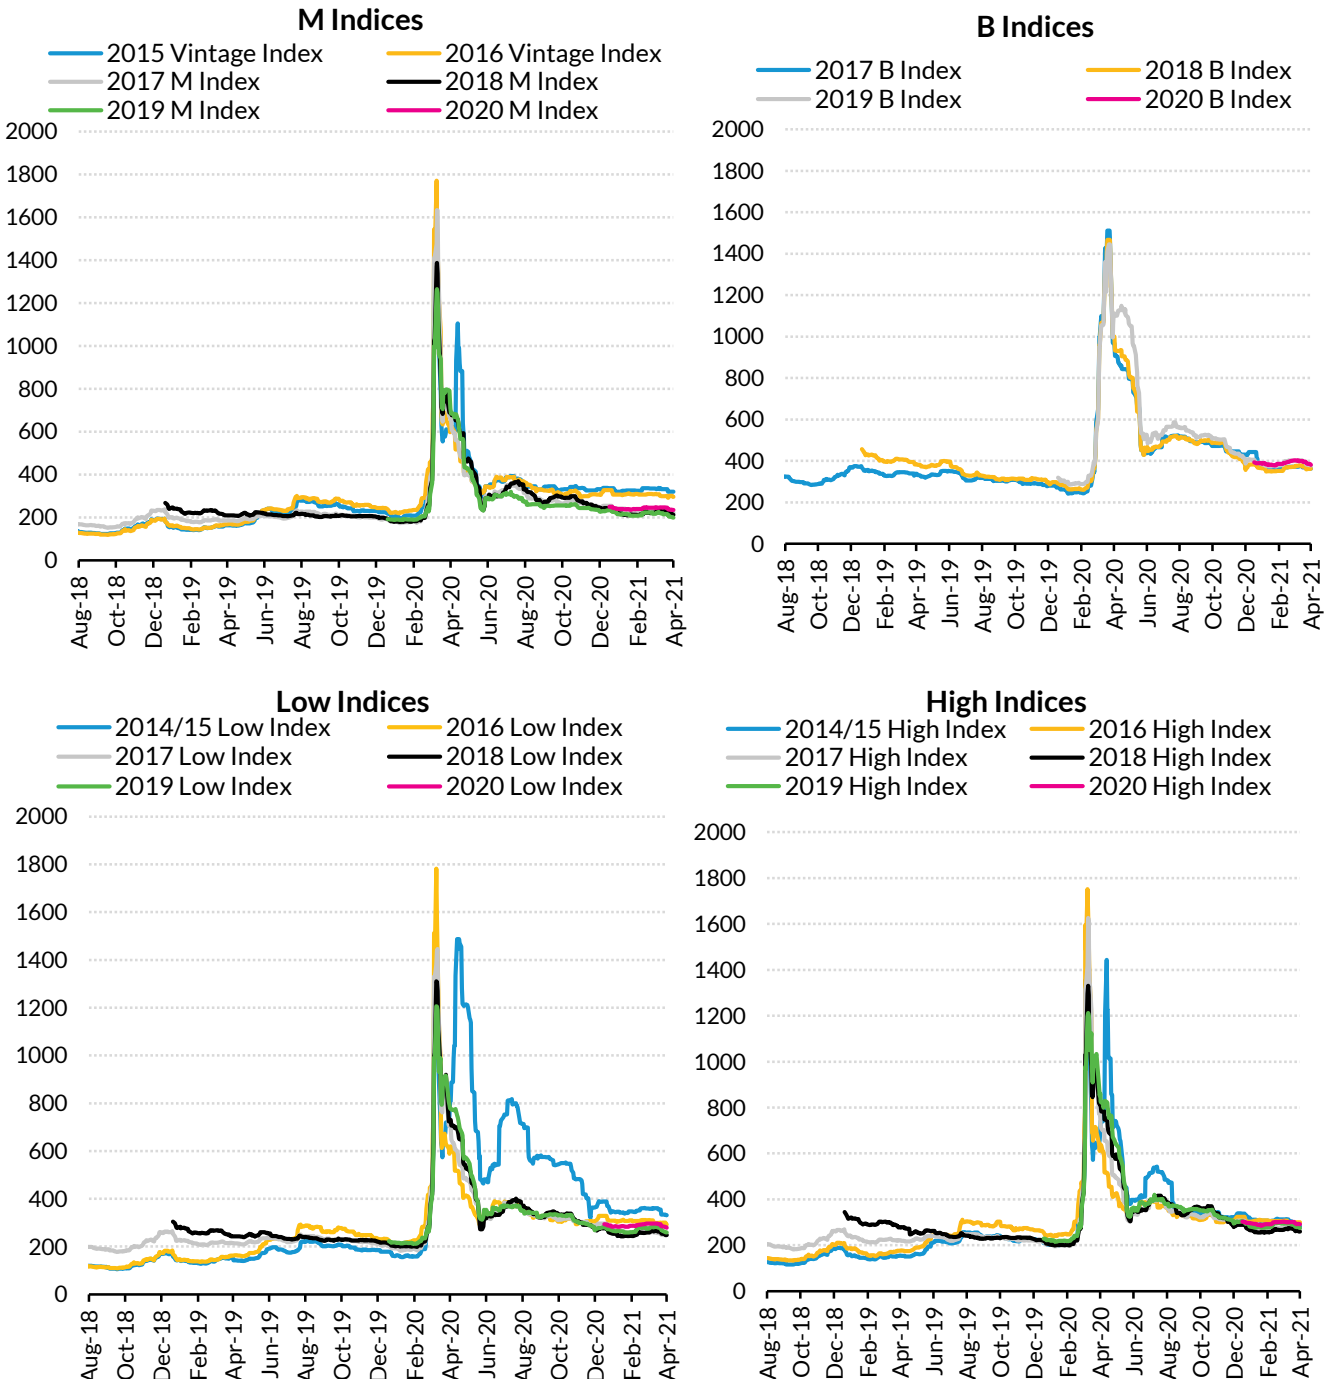 M Indices
2015 Vintage Index
2016 Vintage Index
2017 M Index
2018 M Index
2019 M Index
2020 M Index
2000
1800
1600
1400
1200
1000
800
600
400
200
0
Aug-18
Oct-18
Dec-18
Feb-19
Apr-19
Jun-19
Aug-19
Oct-19
Dec-19
Feb-20
Apr-20
Jun-20
Aug-20
Oct-20
Dec-20
Feb-21
Apr-21
B Indices
2017 B Index
2018 B Index
2019 B Index
2020 B Index
2000
1800
1600
1400
1200
1000
800
600
400
200
0
Aug-18
Oct-18
Dec-18
Feb-19
Apr-19
Jun-19
Aug-19
Oct-19
Dec-19
Feb-20
Apr-20
Jun-20
Aug-20
Oct-20
Dec-20
Feb-21
Apr-21
Low Indices
2014/15 Low Index
2016 Low Index
2017 Low Index
2018 Low Index
2019 Low Index
2020 Low Index
2000
1800
1600
1400
1200
1000
800
600
400
200
0
Aug-18
Oct-18
Dec-18
Feb-19
Apr-19
Jun-19
Aug-19
Oct-19
Dec-19
Feb-20
Apr-20
Jun-20
Aug-20
Oct-20
Dec-20
Feb-21
Apr-21
High Indices
2014/15 High Index
2016 High Index
2017 High Index
2018 High Index
2019 High Index
2020 High Index
2000
1800
1600
1400
1200
1000
800
600
400
200
0
Aug-18
Oct-18
Dec-18
Feb-19
Apr-19
Jun-19
Aug-19
Oct-19
Dec-19
Feb-20
Apr-20
Jun-20
Aug-20
Oct-20
Dec-20
Feb-21
Apr-21